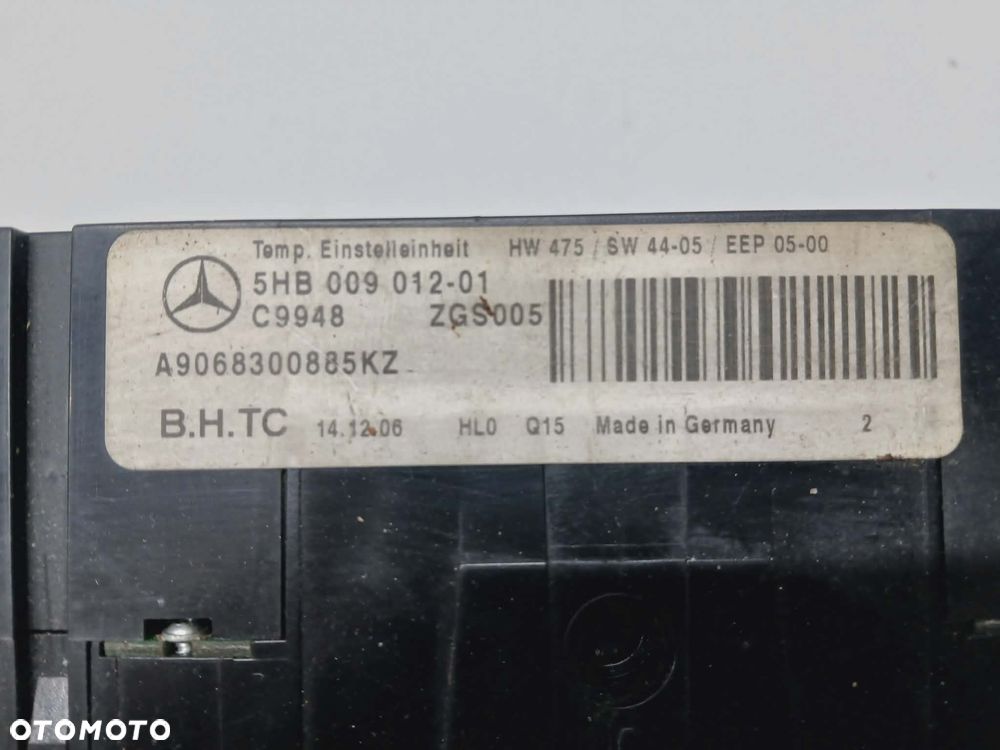 Temp. Einstelleinheit HW 475 / SW 44-05 / EEP 05-00
5HB 009 012-01
C9948 ZGS005
A9068300885KZ
B.H.TC 14.12.06 HL0 Q15 Made in Germany 2
OTOMOTO